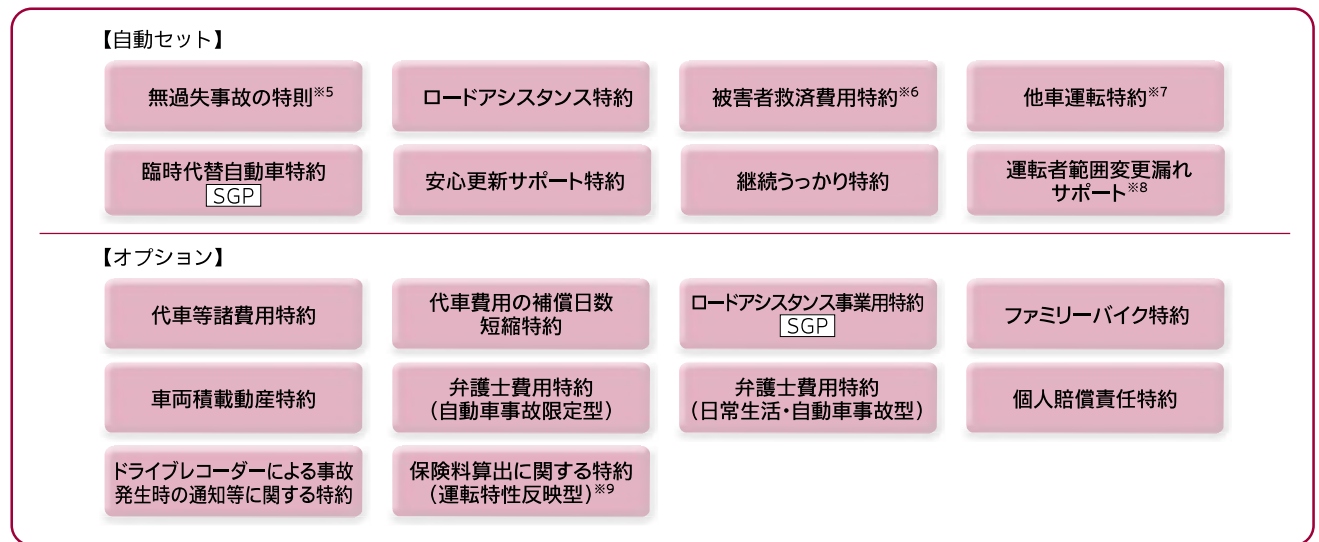 【自動セット】
無過失事故の特則※5
ロードアシスタンス特約
被害者救済費用特約※6
他車運転特約※7
臨時代替自動車特約
SGP
安心更新サポート特約
継続うっかり特約
運転者範囲変更漏れ
サポート※8
【オプション】
代車等諸費用特約
代車費用の補償日数
短縮特約
ロードアシスタンス事業用特約
SGP
ファミリーバイク特約
車両積載動産特約
弁護士費用特約
（自動車事故限定型）
弁護士費用特約
（日常生活・自動車事故型）
個人賠償責任特約
ドライブレコーダーによる事故
発生時の通知等に関する特約
保険料算出に関する特約
（運転特性反映型）※9